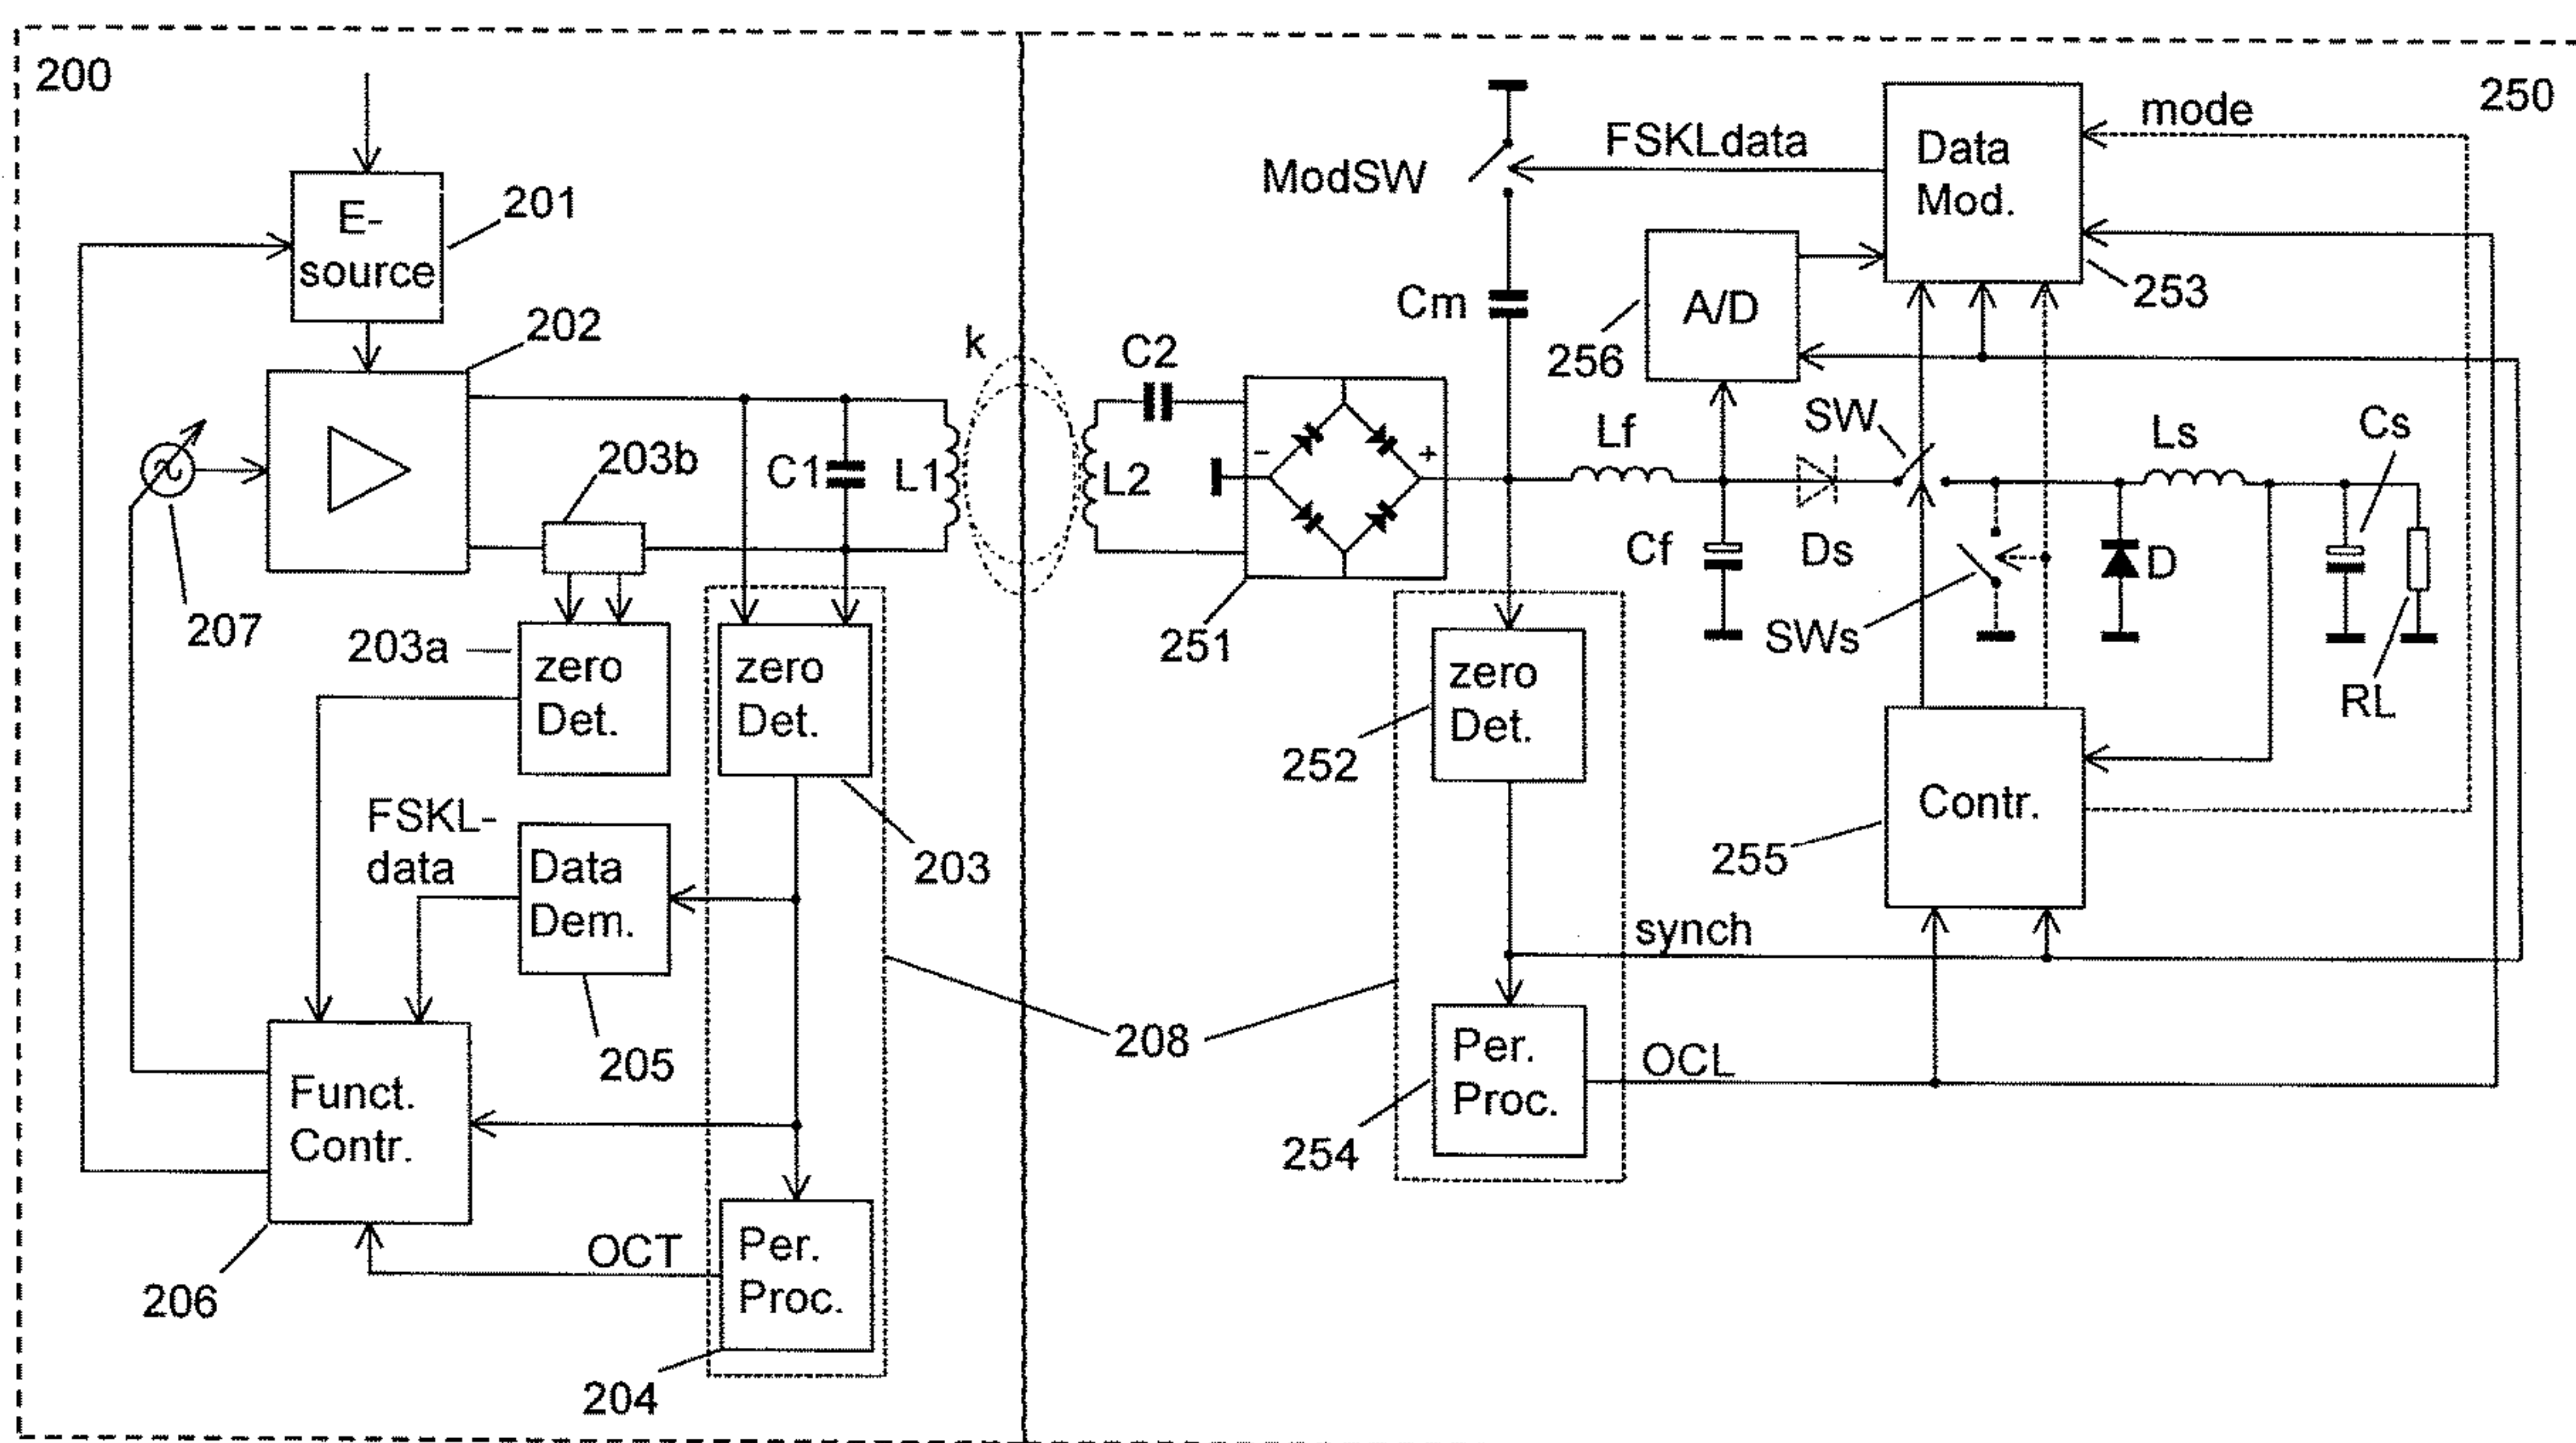 200
250
E-
source
201
202
207
203b
203a
zero
Det.
zero
Det.
203
C1
L1
k
L2
C2
FSKL-
data
Data
Dem.
205
Funct.
Contr.
206
OCT
Per.
Proc.
204
208
-
+
251
ModSW
Cm
FSKLdata
Data
Mod.
253
mode
A/D
256
Lf
Cf
Ds
SW
SWs
D
Ls
Cs
RL
zero
Det.
252
Contr.
255
synch
Per.
Proc.
254
OCL